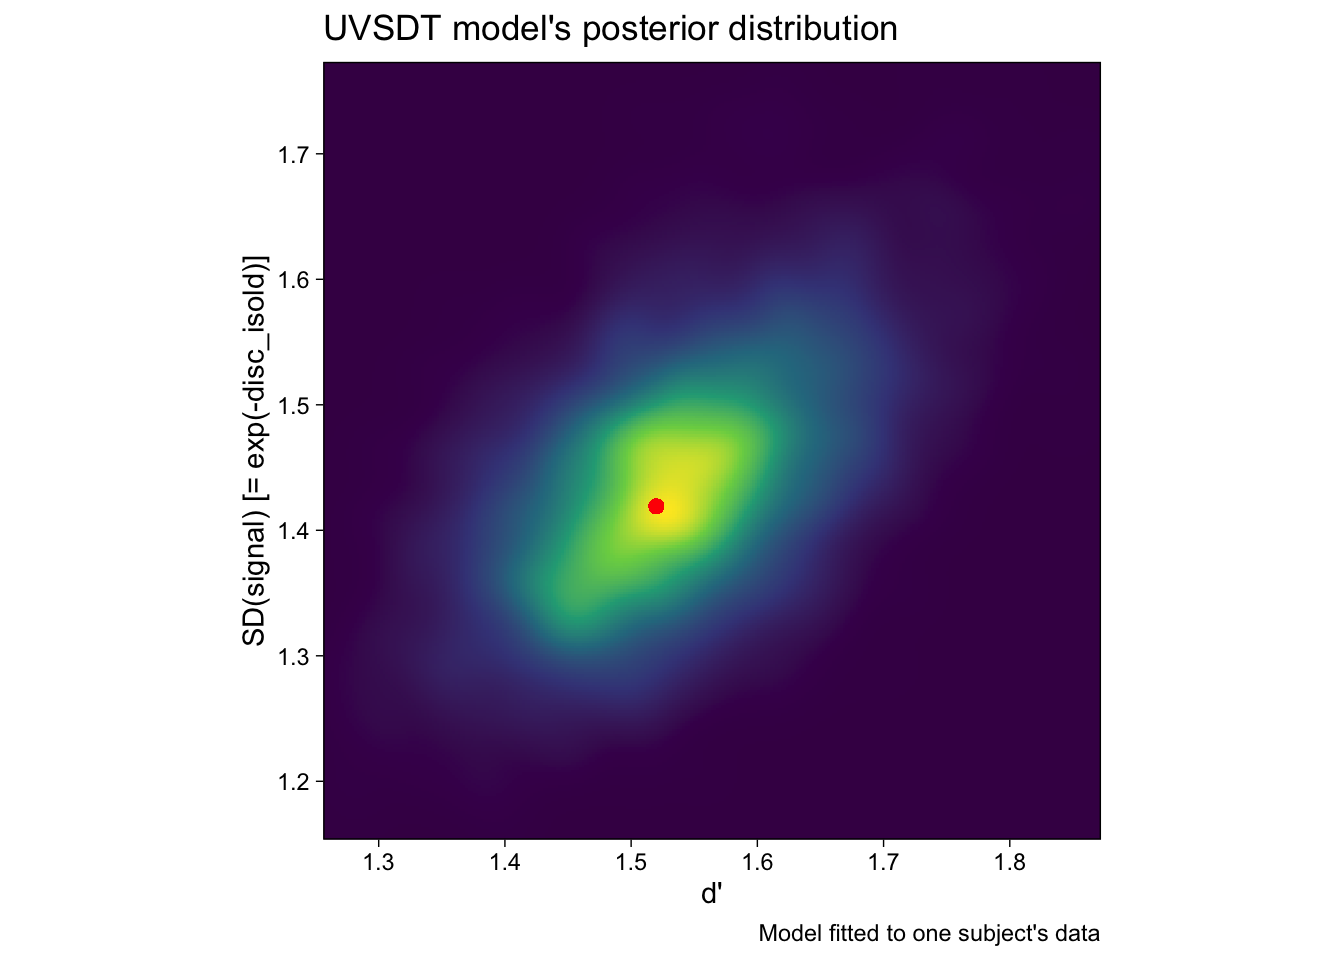 UVSDT model's posterior distribution
SD(signal) [= exp(-disc_isold)]
1.7
1.6
1.5
1.4
1.3
1.2
1.3 1.4 1.5 1.6 1.7 1.8
d'
Model fitted to one subject's data